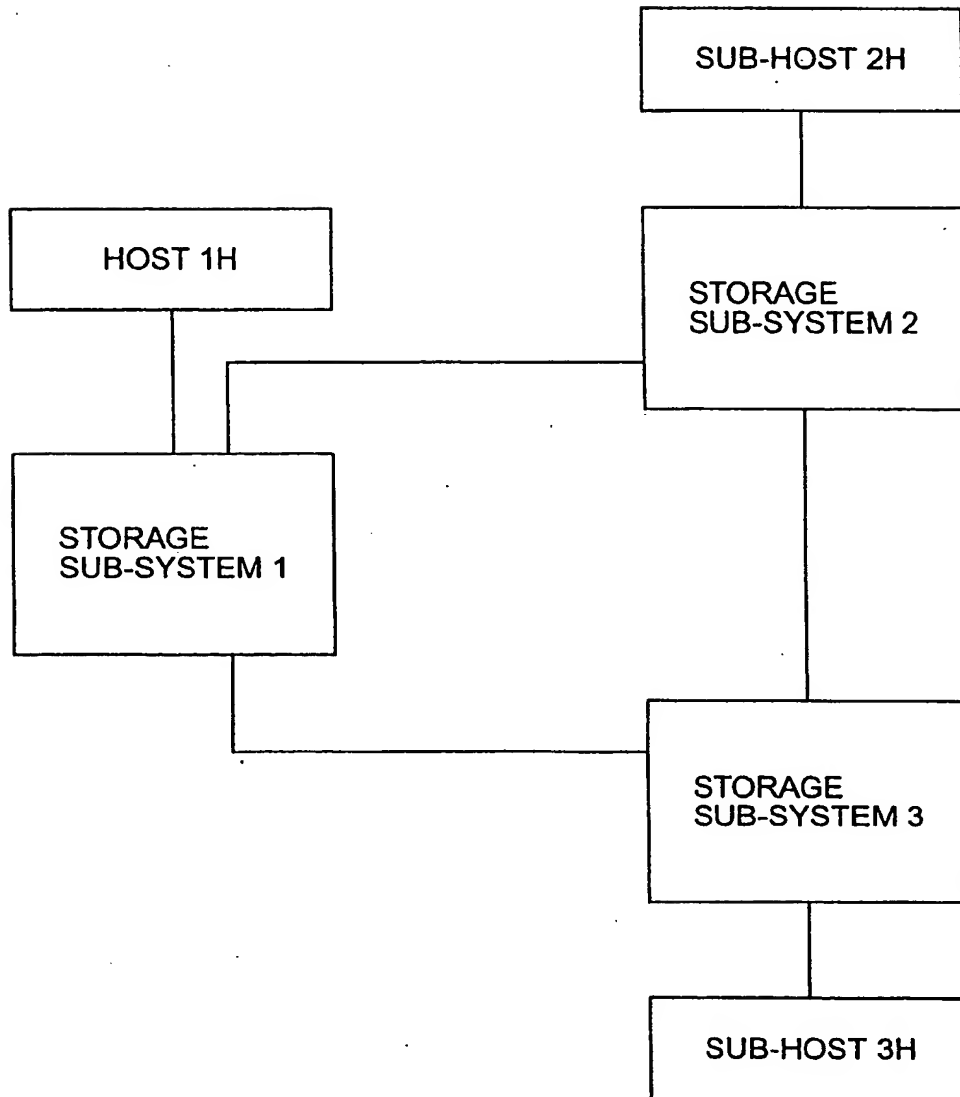 SUB-HOST 2H
HOST 1H
STORAGE
SUB-SYSTEM 2
STORAGE
SUB-SYSTEM 1
STORAGE
SUB-SYSTEM 3
SUB-HOST 3H